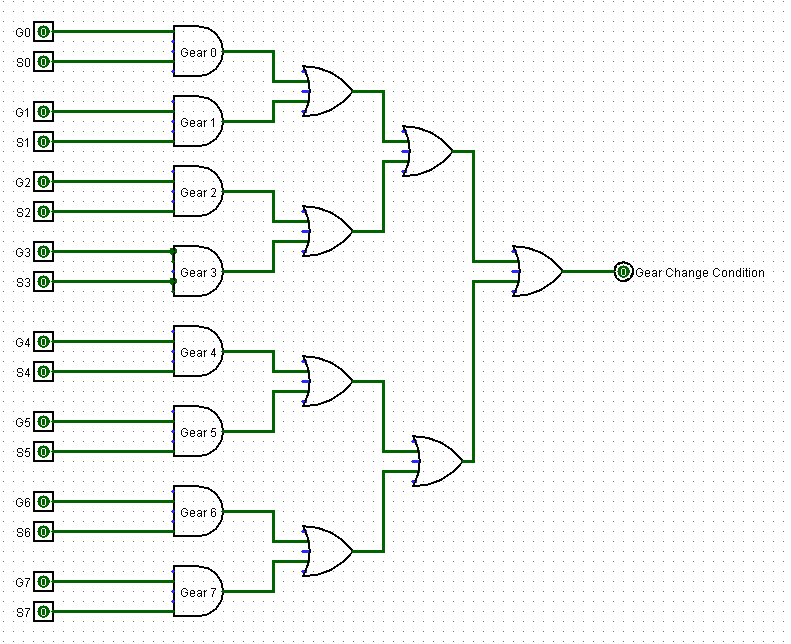 G0 0
Gear 0
S0 0
G1 0
Gear 1
S1 0
G2 0
Gear 2
S2 0
G3 0
Gear 3
S3 0
0 Gear Change Condition
G4 0
Gear 4
S4 0
G5 0
Gear 5
S5 0
G6 0
Gear 6
S6 0
G7 0
Gear 7
S7 0